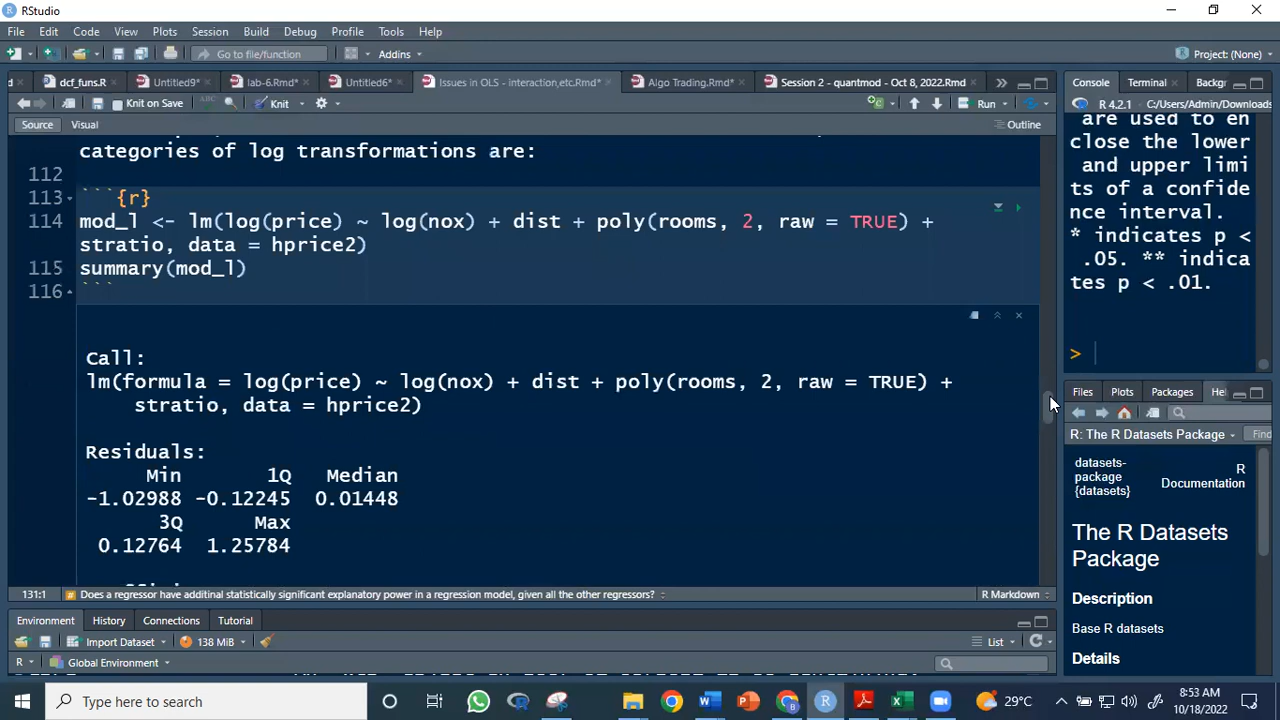 RStudio
File Edit Code View Plots Session Build Debug Profile Tools Help
Go to file/function Addins Project: (None)
dcf_funs.R Untitled9* lab-6.Rmd* Untitled6* Issues in OLS - Interaction,etc.Rmd* Algo Trading.Rmd* Session 2 - quantmod - Oct 8, 2022.Rmd
Knit on Save Knit Run
Source Visual Outline
categories of log transformations are:
112
113 ```{r}
114 mod_l <- lm(log(price) ~ log(nox) + dist + poly(rooms, 2, raw = TRUE) +
stratio, data = hprice2)
115 summary(mod_l)
116 ```
Call:
lm(formula = log(price) ~ log(nox) + dist + poly(rooms, 2, raw = TRUE) +
stratio, data = hprice2)
Residuals:
Min 1Q Median
-1.02988 -0.12245 0.01448
3Q Max
0.12764 1.25784
131:1 Does a regressor have additinal statistically significant explanatory power in a regression model, given all the other regressors? R Markdown
Environment History Connections Tutorial
Import Dataset 138 MiB List
R Global Environment
Console Terminal Backgr
R 4.2.1 C:/Users/Admin/Downloads
are used to en
close the lower
and upper limi
ts of a confide
nce interval.
* indicates p <
.05. ** indica
tes p < .01.
>
Files Plots Packages Hel
R: The R Datasets Package Find
datasets-
package
{datasets}
R
Documentation
The R Datasets
Package
Description
Base R datasets
Details
Type here to search
29°C
8:53 AM
10/18/2022